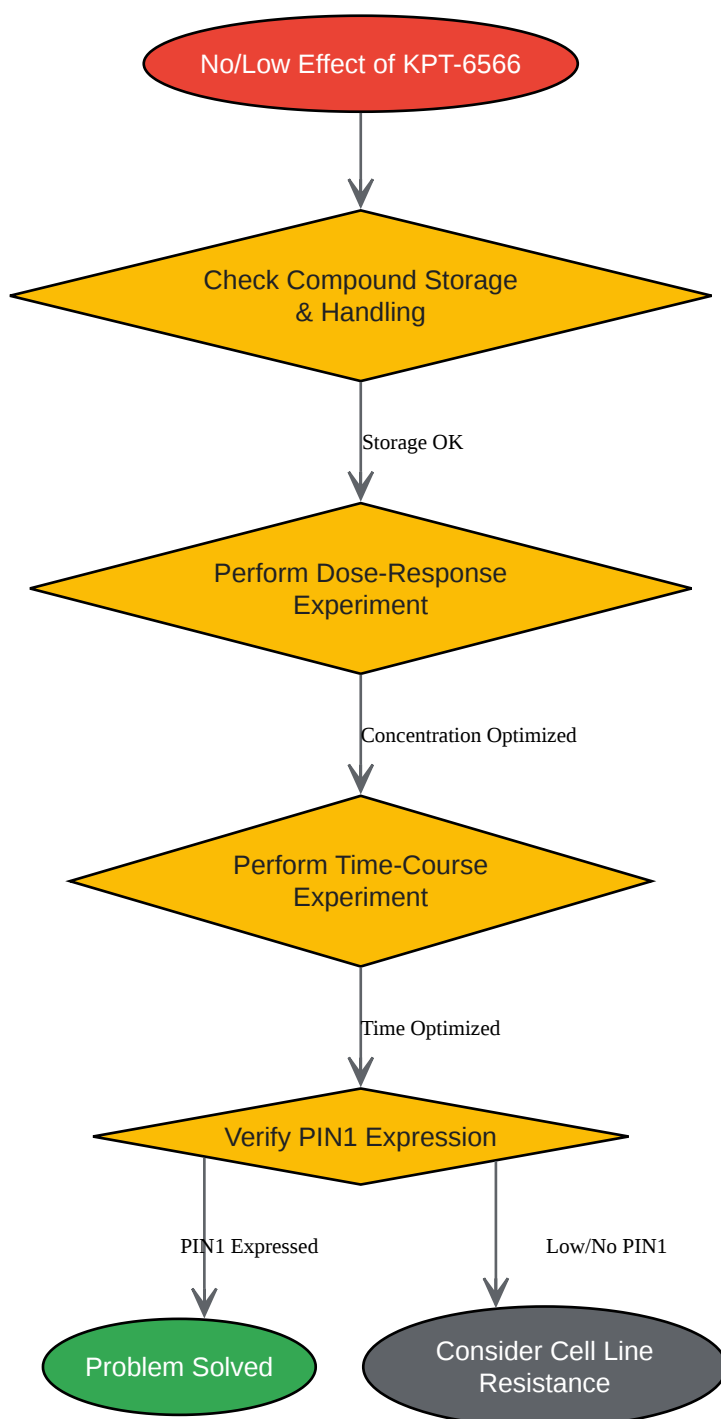 No/Low Effect of KPT-6566
Check Compound Storage
& Handling
Storage OK
Perform Dose-Response
Experiment
Concentration Optimized
Perform Time-Course
Experiment
Time Optimized
Verify PIN1 Expression
PIN1 Expressed
Low/No PIN1
Problem Solved
Consider Cell Line
Resistance